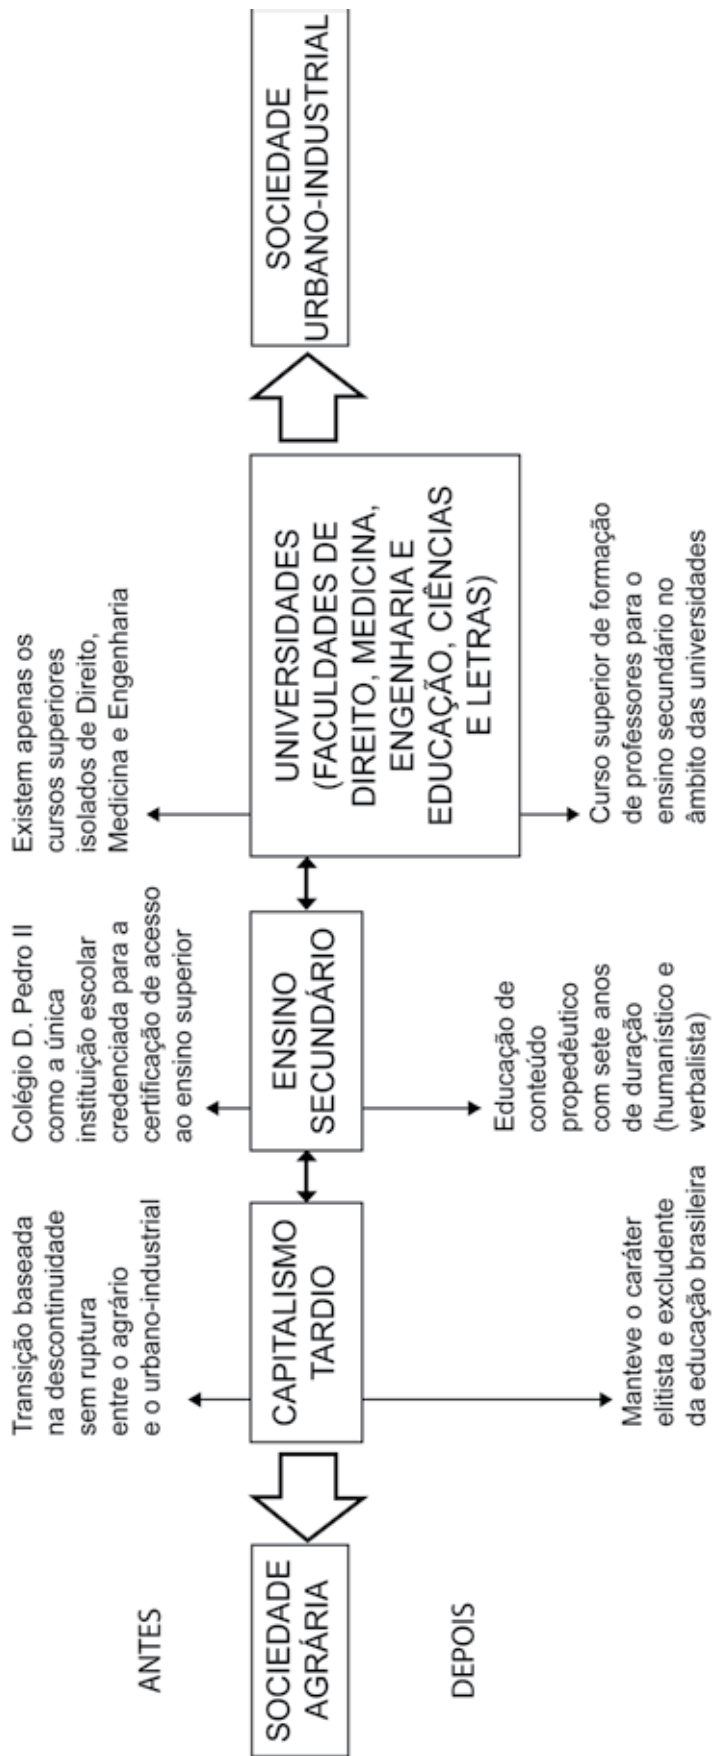 ANTES
Transição baseada
na descontinuidade
sem ruptura
entre o agrário
e o urbano-industrial
Colégio D. Pedro II
como a única
instituição escolar
credenciada para a
certificação de acesso
ao ensino superior
Existem apenas os
cursos superiores
isolados de Direito,
Medicina e Engenharia
SOCIEDADE
AGRÁRIA
CAPITALISMO
TARDIO
ENSINO
SECUNDÁRIO
UNIVERSIDADES
(FACULDADES DE
DIREITO, MEDICINA,
ENGENHARIA E
EDUCAÇÃO, CIÊNCIAS
E LETRAS)
SOCIEDADE
URBANO-INDUSTRIAL
DEPOIS
Manteve o caráter
elitista e excludente
da educação brasileira
Educação de
conteúdo
propedêutico
com sete anos
de duração
(humanístico e
verbalista)
Curso superior de formação
de professores para o
ensino secundário no
âmbito das universidades